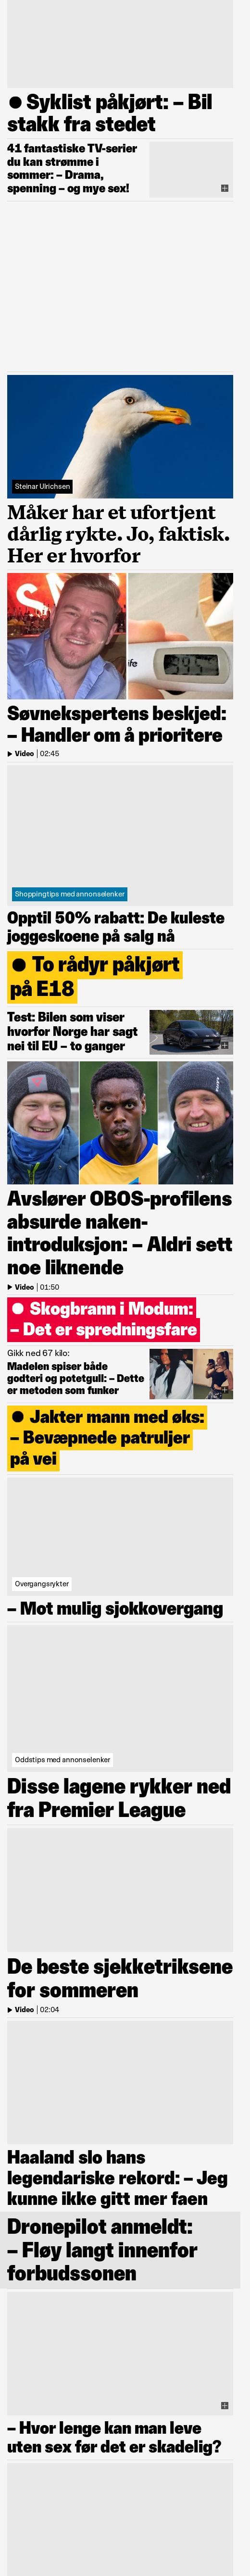 Syklist påkjørt: – Bil
stakk fra stedet
41 fantastiske TV-serier
du kan strømme i
sommer: – Drama,
spenning – og mye sex!
Steinar Ulrichsen
Måker har et ufortjent
dårlig rykte. Jo, faktisk.
Her er hvorfor
Søvnekspertens beskjed:
– Handler om å prioritere
Video | 02:45
Shoppingtips med annonselenker
Opptil 50% rabatt: De kuleste
joggeskoene på salg nå
To rådyr påkjørt
på E18
Test: Bilen som viser
hvorfor Norge har sagt
nei til EU – to ganger
Avslører OBOS-profilens
absurde naken-
introduksjon: – Aldri sett
noe liknende
Video | 01:50
Skogbrann i Modum:
– Det er spredningsfare
Gikk ned 67 kilo:
Madelen spiser både
godteri og potetgull: – Dette
er metoden som funker
Jakter mann med øks:
– Bevæpnede patruljer
på vei
Overgangsrykter
– Mot mulig sjokkovergang
Oddstips med annonselenker
Disse lagene rykker ned
fra Premier League
De beste sjekketriksene
for sommeren
Video | 02:04
Haaland slo hans
legendariske rekord: – Jeg
kunne ikke gitt mer faen
Dronepilot anmeldt:
– Fløy langt innenfor
forbudssonen
– Hvor lenge kan man leve
uten sex før det er skadelig?